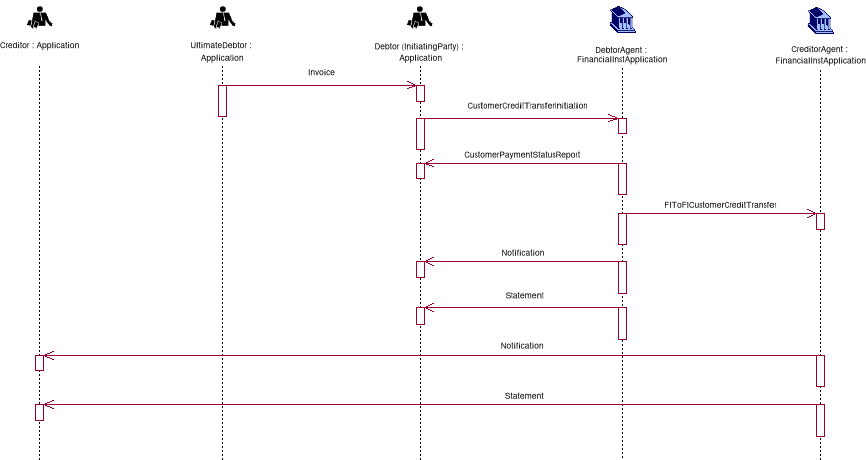 Creditor : Application
UltimateDebtor :
Application
Debtor (InitiatingParty) :
Application
DebtorAgent :
FinancialInstApplication
CreditorAgent :
FinancialInstApplication
Invoice
CustomerCreditTransferInitiation
CustomerPaymentStatusReport
FIToFICustomerCreditTransfer
Notification
Statement
Notification
Statement